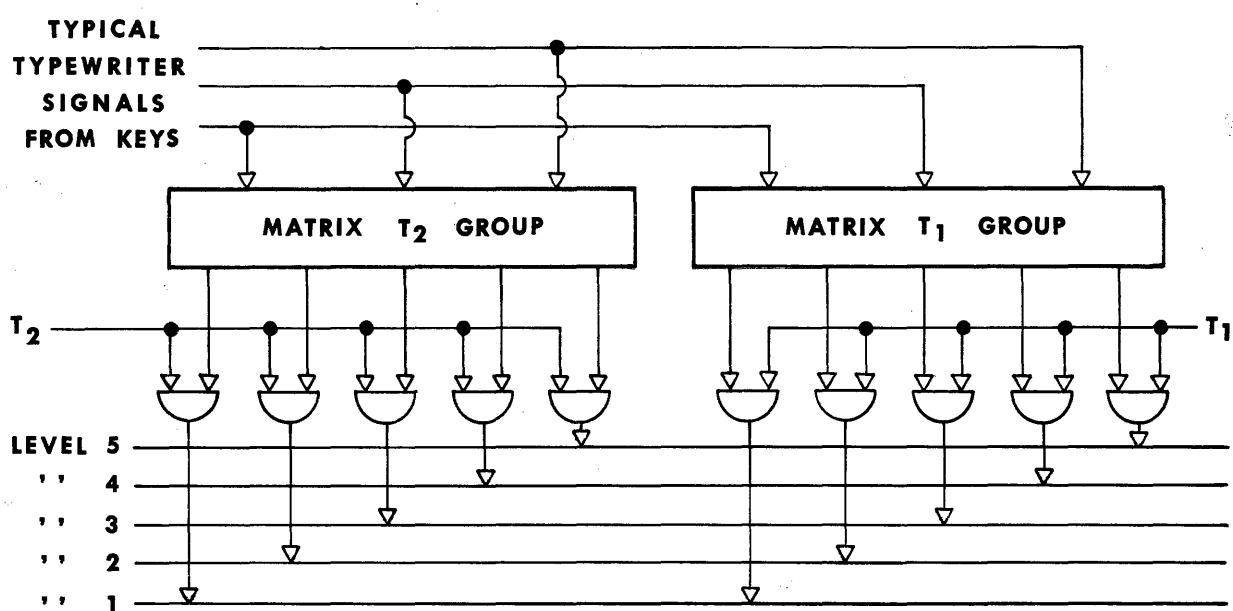 TYPICAL
TYPEWRITER
SIGNALS
FROM KEYS
MATRIX T2 GROUP
MATRIX T1 GROUP
T2
T1
LEVEL 5
'' 4
'' 3
'' 2
'' 1